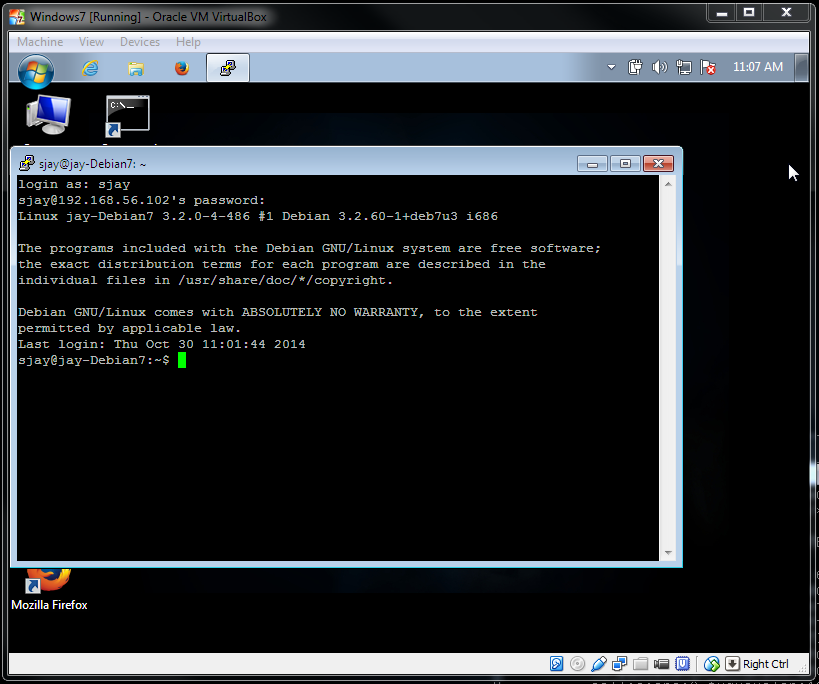 Windows7 [Running] - Oracle VM VirtualBox
Machine View Devices Help
11:07 AM
C:\_
sjay@jay-Debian7: ~
login as: sjay
sjay@192.168.56.102's password:
Linux jay-Debian7 3.2.0-4-486 #1 Debian 3.2.60-1+deb7u3 i686
The programs included with the Debian GNU/Linux system are free software;
the exact distribution terms for each program are described in the
individual files in /usr/share/doc/*/copyright.
Debian GNU/Linux comes with ABSOLUTELY NO WARRANTY, to the extent
permitted by applicable law.
Last login: Thu Oct 30 11:01:44 2014
sjay@jay-Debian7:~$
Mozilla Firefox
Right Ctrl